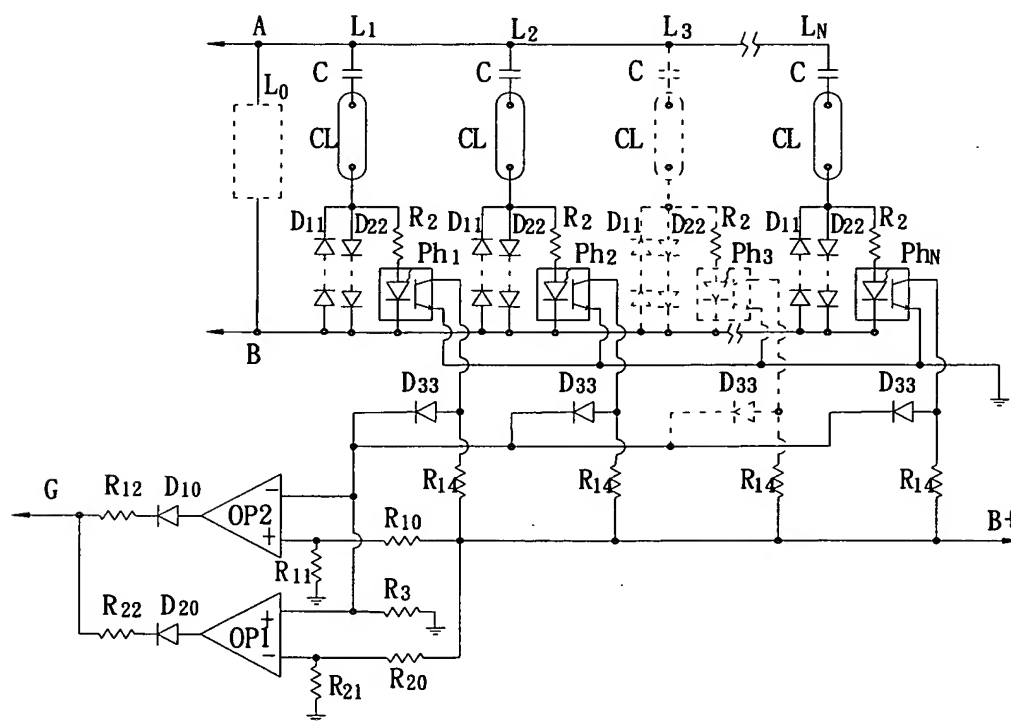 A L1 L2 L3 LN
C C C C
L0
CL CL CL CL
D11 D22 R2 D11 D22 R2 D11 D22 R2 D11 D22 R2
Ph1 Ph2 Ph3 PhN
B
D33 D33 D33 D33
R14 R14 R14 R14
G R12 D10 - OP2 + R10 B+
R11
R22 D20 + OP1 - R3
R21 R20